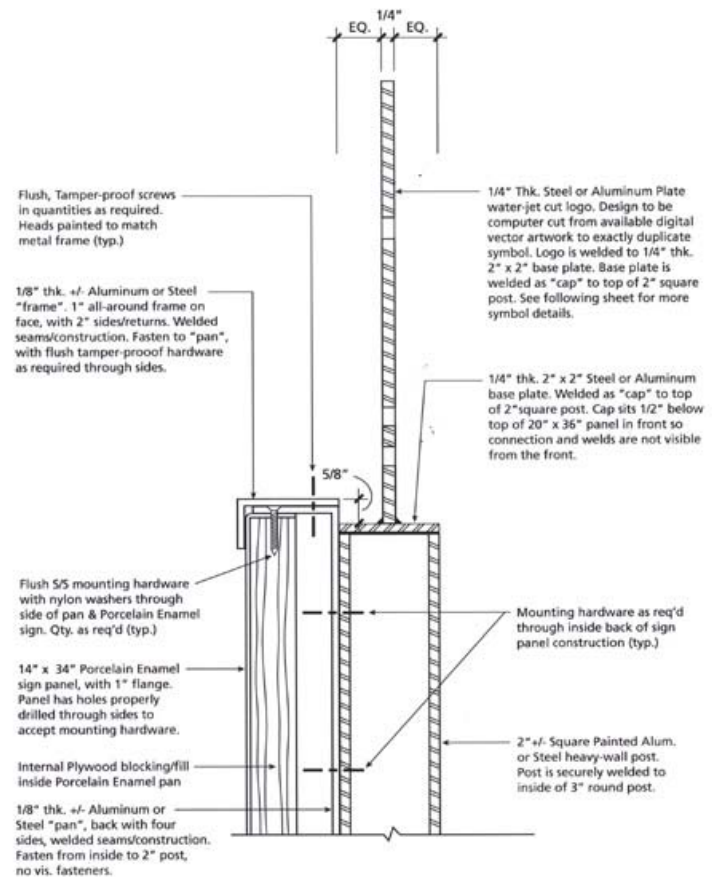 1/4"
EQ. EQ.
Flush, Tamper-proof screws
in quantities as required.
Heads painted to match
metal frame (typ.)
1/8" thk. +/- Aluminum or Steel
"frame". 1" all-around frame on
face, with 2" sides/returns. Welded
seams/construction. Fasten to "pan",
with flush tamper-prooof hardware
as required through sides.
1/4" Thk. Steel or Aluminum Plate
water-jet cut logo. Design to be
computer cut from available digital
vector artwork to exactly duplicate
symbol. Logo is welded to 1/4" thk.
2" x 2" base plate. Base plate is
welded as "cap" to top of 2" square
post. See following sheet for more
symbol details.
1/4" thk. 2" x 2" Steel or Aluminum
base plate. Welded as "cap" to top
of 2"square post. Cap sits 1/2" below
top of 20" x 36" panel in front so
connection and welds are not visible
from the front.
5/8"
Flush S/S mounting hardware
with nylon washers through
side of pan & Porcelain Enamel
sign. Qty. as req'd (typ.)
14" x 34" Porcelain Enamel
sign panel, with 1" flange.
Panel has holes properly
drilled through sides to
accept mounting hardware.
Internal Plywood blocking/fill
inside Porcelain Enamel pan
1/8" thk. +/- Aluminum or
Steel "pan", back with four
sides, welded seams/construction.
Fasten from inside to 2" post,
no vis. fasteners.
Mounting hardware as req'd
through inside back of sign
panel construction (typ.)
2"+/- Square Painted Alum.
or Steel heavy-wall post.
Post is securely welded to
inside of 3" round post.